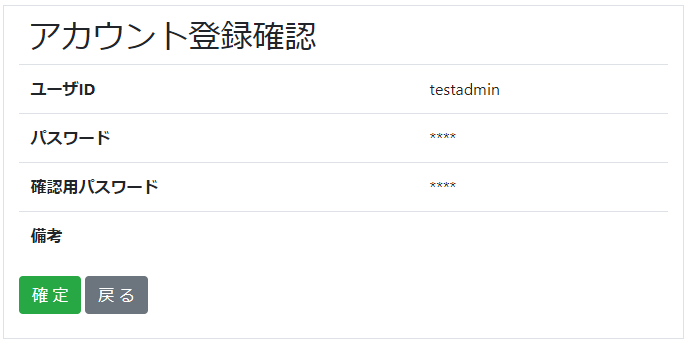 アカウント登録確認
ユーザID testadmin
パスワード ****
確認用パスワード ****
備考
確 定 戻 る